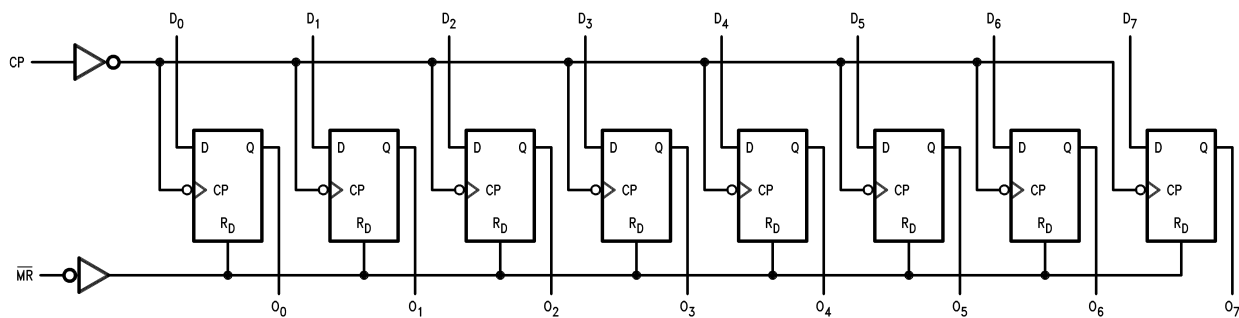 D0 D1 D2 D3 D4 D5 D6 D7
CP
D Q D Q D Q D Q D Q D Q D Q D Q
CP CP CP CP CP CP CP CP
RD RD RD RD RD RD RD RD
M̅R̅
O0 O1 O2 O3 O4 O5 O6 O7